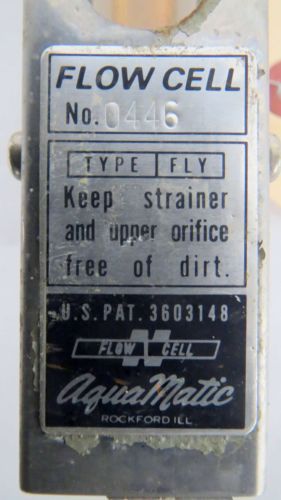 FLOW CELL
No. 0446
TYPE FLY
Keep strainer
and upper orifice
free of dirt.
U.S. PAT. 3603148
FLOW N CELL
AquaMatic
ROCKFORD ILL.